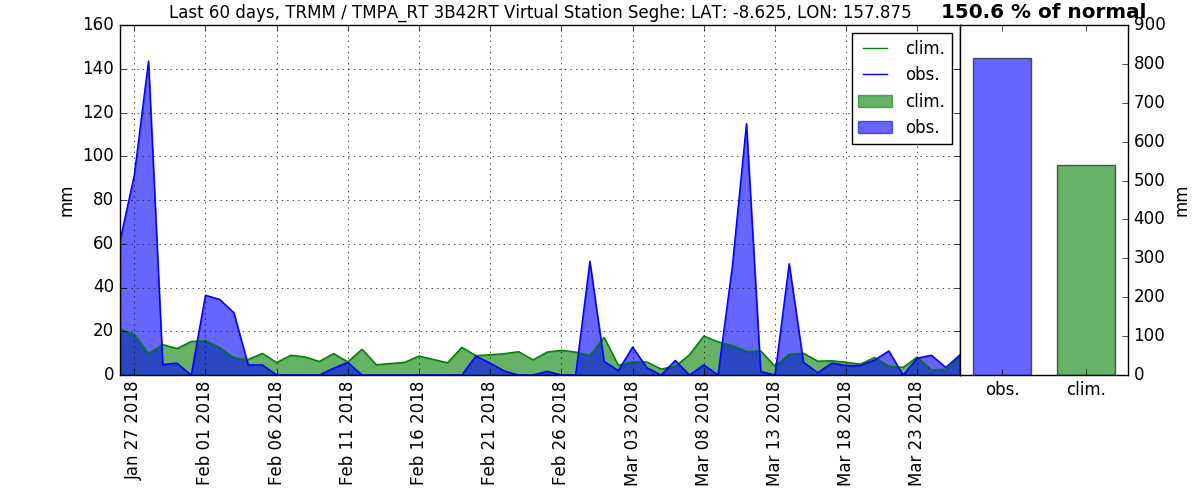 Last 60 days, TRMM / TMPA_RT 3B42RT Virtual Station Seghe: LAT: -8.625, LON: 157.875
150.6 % of normal
160
140
120
100
80
60
40
20
0
mm
clim.
obs.
clim.
obs.
900
800
700
600
500
400
300
200
100
0
mm
obs.
clim.
Jan 27 2018
Feb 01 2018
Feb 06 2018
Feb 11 2018
Feb 16 2018
Feb 21 2018
Feb 26 2018
Mar 03 2018
Mar 08 2018
Mar 13 2018
Mar 18 2018
Mar 23 2018